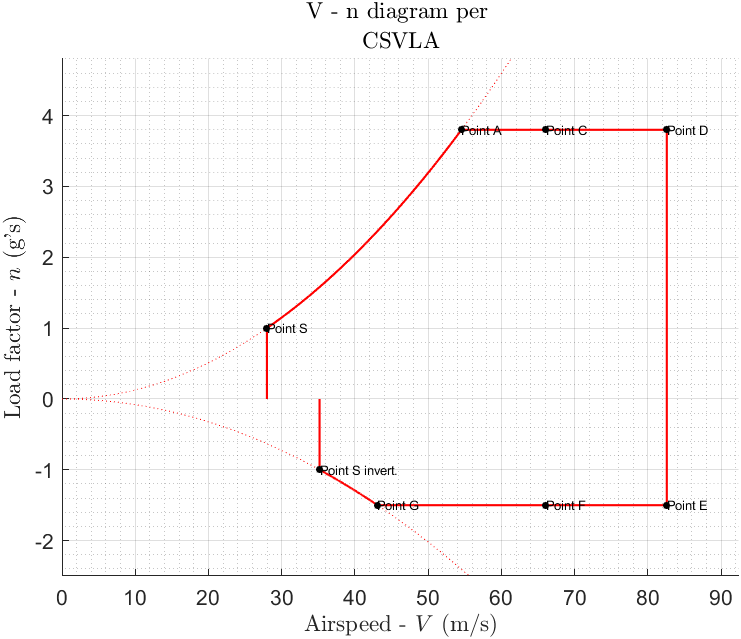 V - n diagram per
CSVLA
Load factor - n (g's)
4
3
2
1
0
-1
-2
Point A
Point C
Point D
Point S
Point S invert.
Point G
Point F
Point E
0 10 20 30 40 50 60 70 80 90
Airspeed - V (m/s)